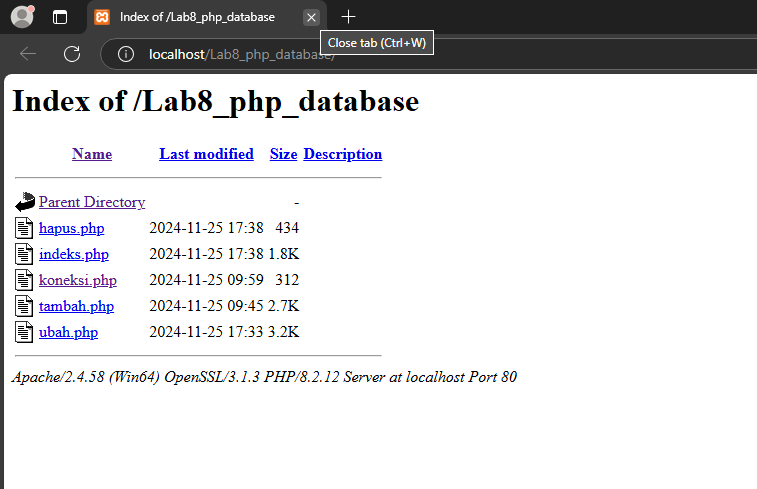 Index of /Lab8_php_database
Close tab (Ctrl+W)
localhost/Lab8_php_database/
Index of /Lab8_php_database
Name Last modified Size Description
Parent Directory -
hapus.php 2024-11-25 17:38 434
indeks.php 2024-11-25 17:38 1.8K
koneksi.php 2024-11-25 09:59 312
tambah.php 2024-11-25 09:45 2.7K
ubah.php 2024-11-25 17:33 3.2K
Apache/2.4.58 (Win64) OpenSSL/3.1.3 PHP/8.2.12 Server at localhost Port 80